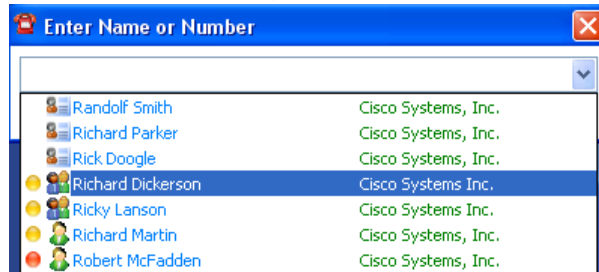 Enter Name or Number
Randolf Smith Cisco Systems, Inc.
Richard Parker Cisco Systems, Inc.
Rick Doogle Cisco Systems, Inc.
Richard Dickerson Cisco Systems Inc.
Ricky Lanson Cisco Systems, Inc.
Richard Martin Cisco Systems, Inc.
Robert McFadden Cisco Systems, Inc.